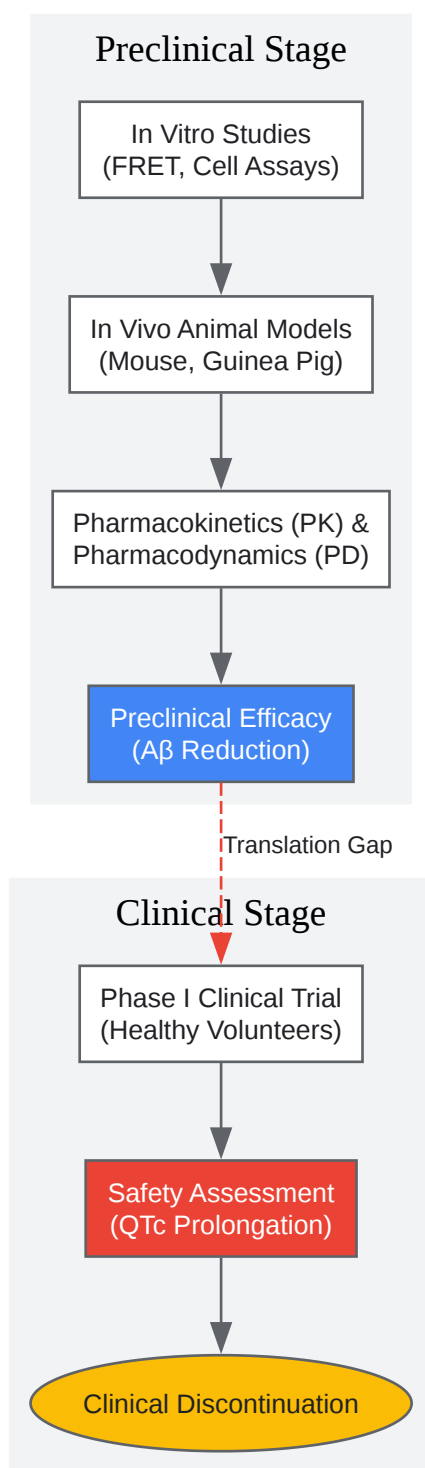 Preclinical Stage
In Vitro Studies
(FRET, Cell Assays)
In Vivo Animal Models
(Mouse, Guinea Pig)
Pharmacokinetics (PK) &
Pharmacodynamics (PD)
Preclinical Efficacy
(Aβ Reduction)
Translation Gap
Clinical Stage
Phase I Clinical Trial
(Healthy Volunteers)
Safety Assessment
(QTc Prolongation)
Clinical Discontinuation